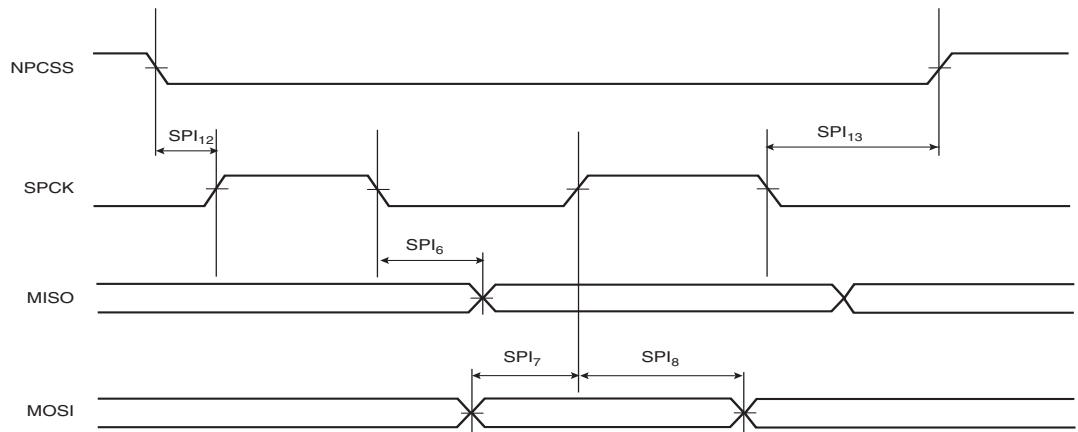 NPCSS
SPI₁₂
SPI₁₃
SPCK
SPI₆
MISO
SPI₇
SPI₈
MOSI